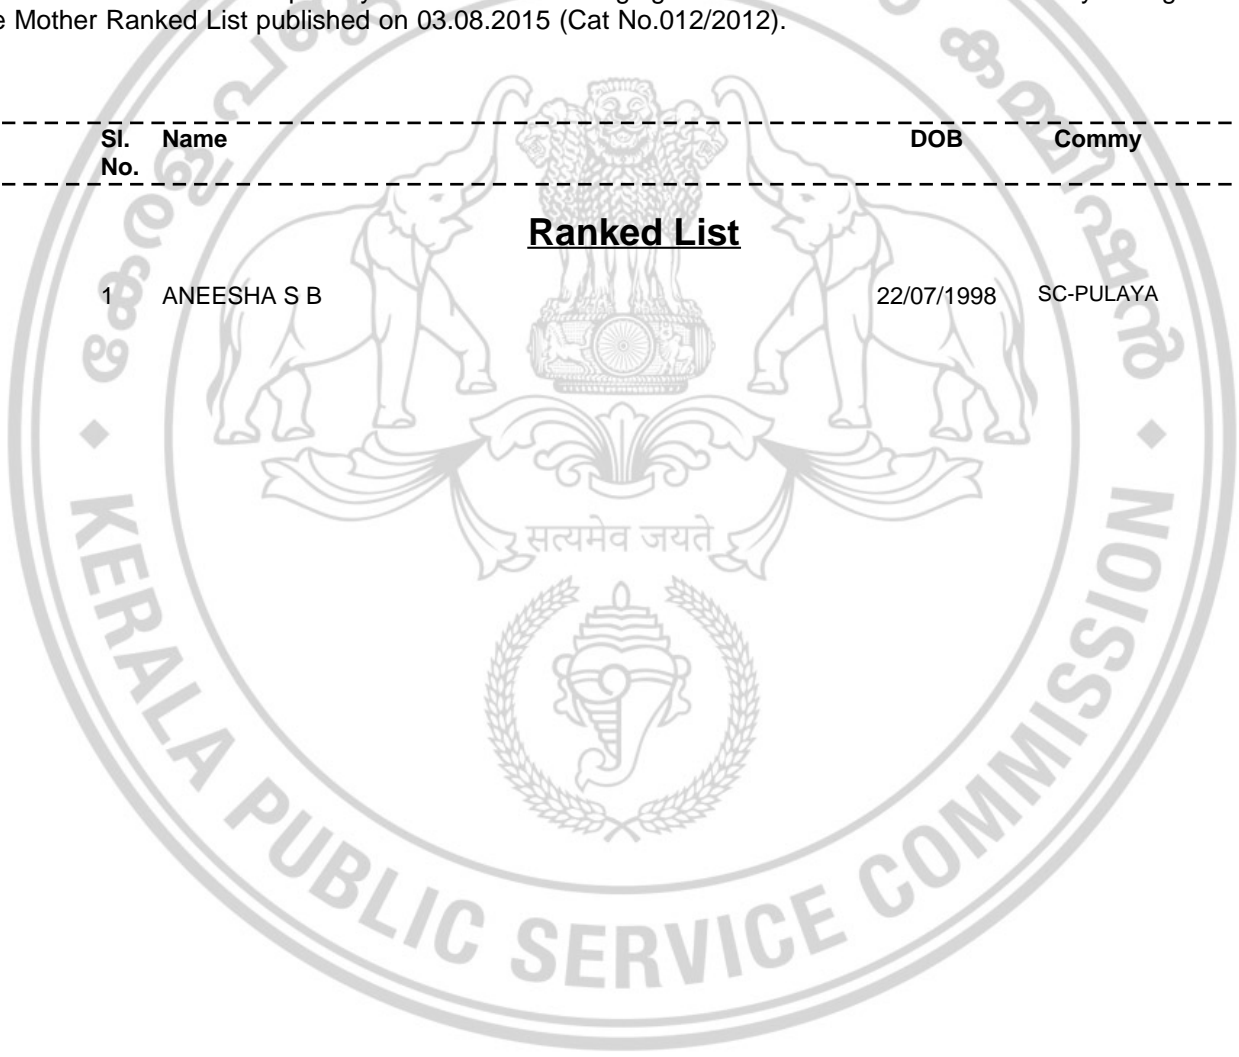 e Mother Ranked List published on 03.08.2015 (Cat No.012/2012).
Sl. Name DOB Commy
No.
Ranked List
1 ANEESHA S B 22/07/1998 SC-PULAYA
सत्यमेव जयते
KERALA PUBLIC SERVICE COMMISSION